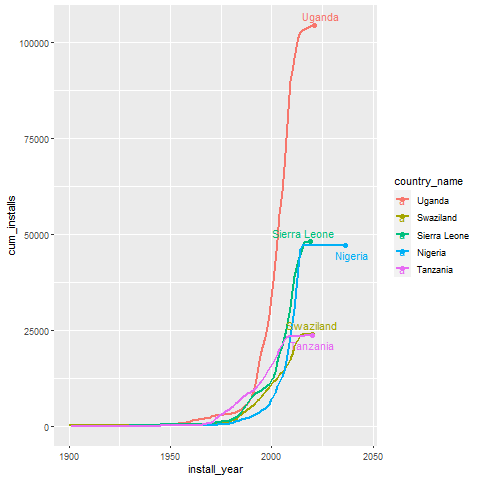 Uganda
100000
75000
50000
25000
0
Sierra Leone
Nigeria
Swaziland
Tanzania
cum_installs
1900
1950
2000
2050
install_year
country_name
a Uganda
a Swaziland
a Sierra Leone
a Nigeria
a Tanzania